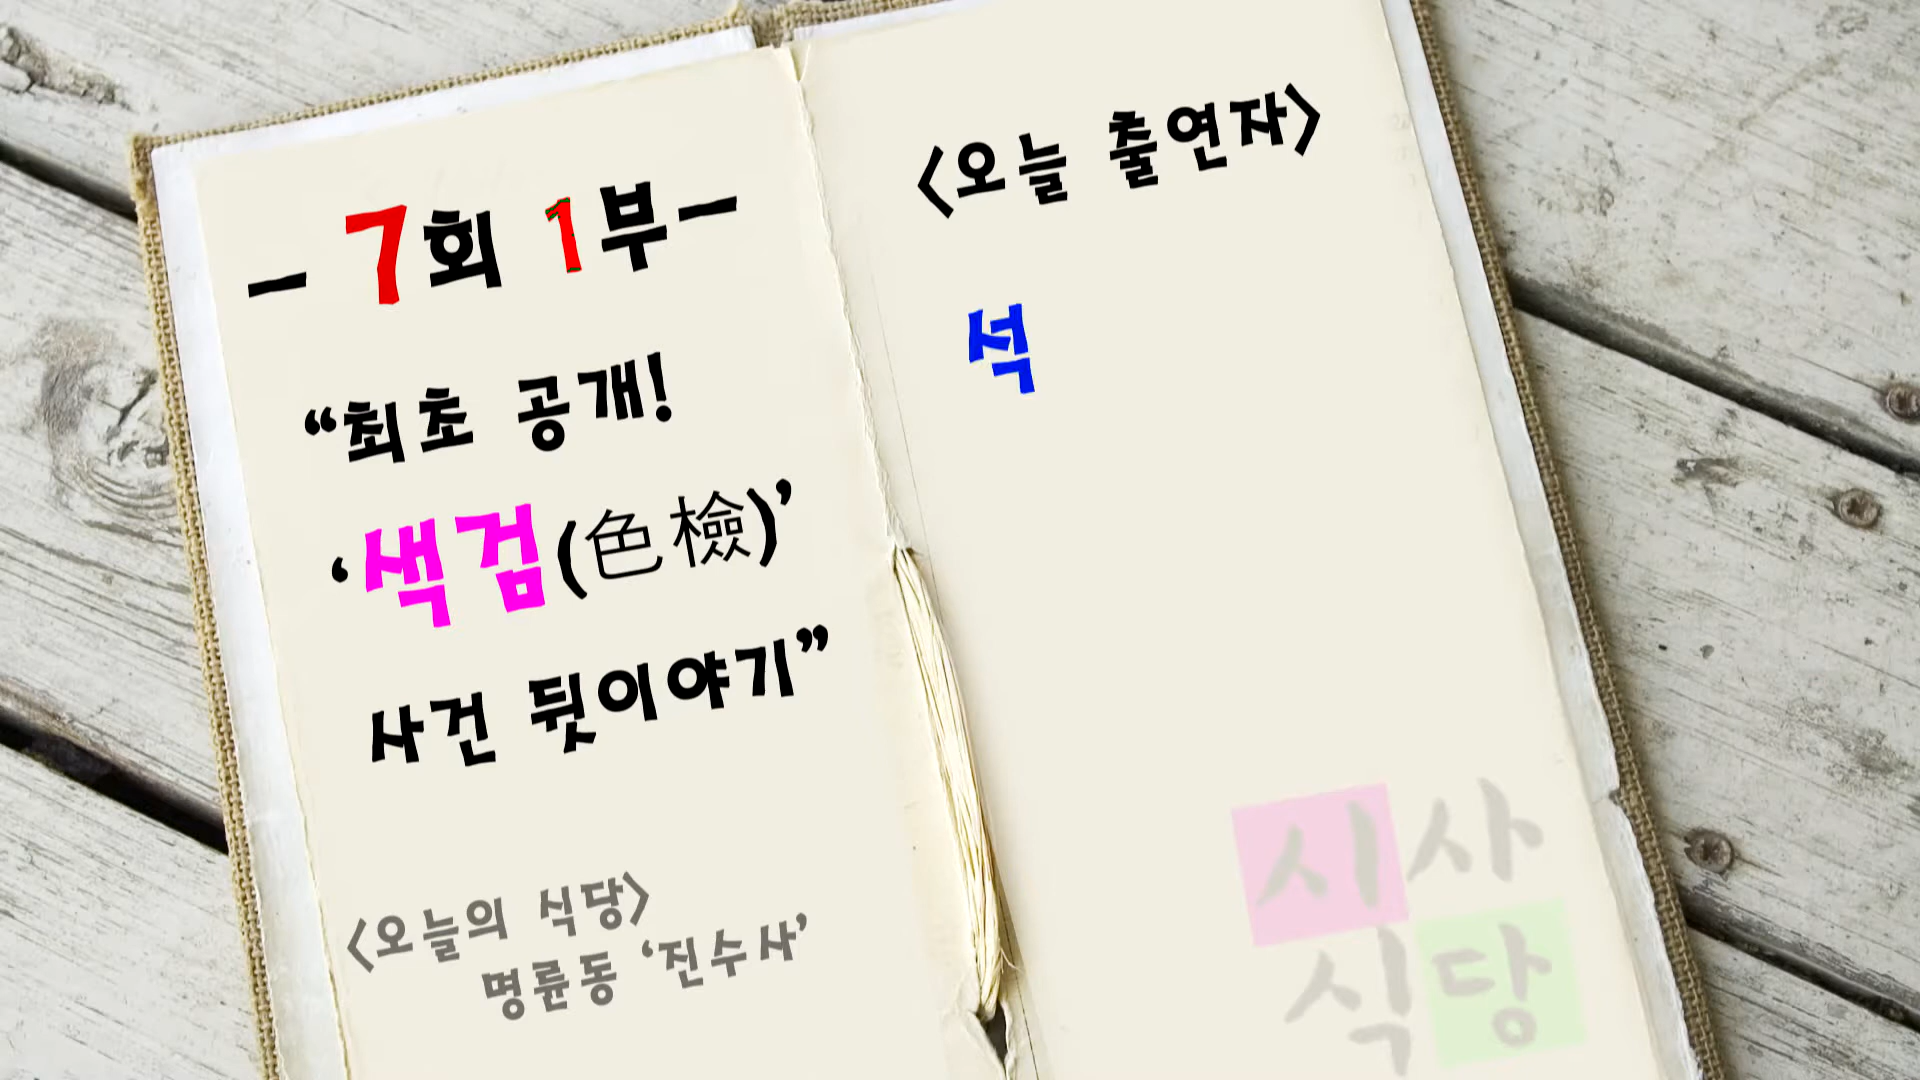 - 7회 1부-
“최초 공개!
‘색검(色檢)’
사건 뒷이야기”
<오늘의 식당>
명륜동 ‘진수사’
<오늘 출연자>
석
시사
식당